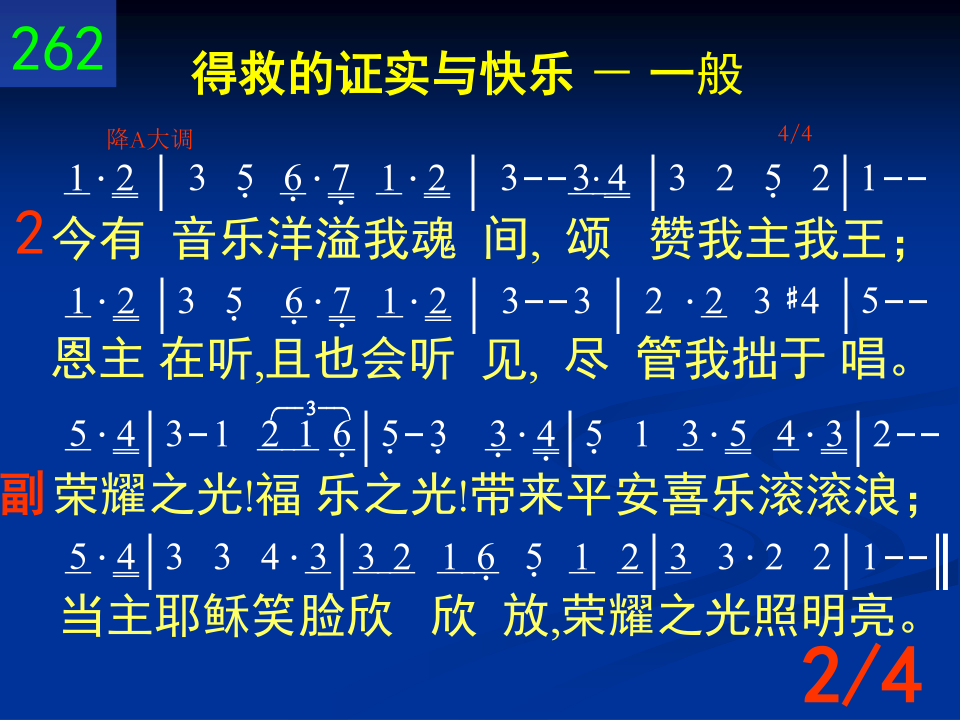 262
得救的证实与快乐 － 一般
降A大调 4/4
1·2 | 3 5 6·7 1·2 | 3--3·4 | 3 2 5 2 | 1--
2 今有 音乐洋溢我魂 间, 颂 赞我主我王；
1·2 | 3 5 6·7 1·2 | 3--3 | 2 ·2 3 #4 | 5--
恩主 在听,且也会听 见, 尽 管我拙于 唱。
5·4 | 3-1 2 1 6 | 5-3 3·4 | 5 1 3·5 4·3 | 2--
3
副 荣耀之光!福 乐之光!带来平安喜乐滚滚浪；
5·4 | 3 3 4·3 | 3 2 1 6 5 1 2 | 3 3·2 2 | 1--‖
当主耶稣笑脸欣 欣 放,荣耀之光照明亮。
2/4